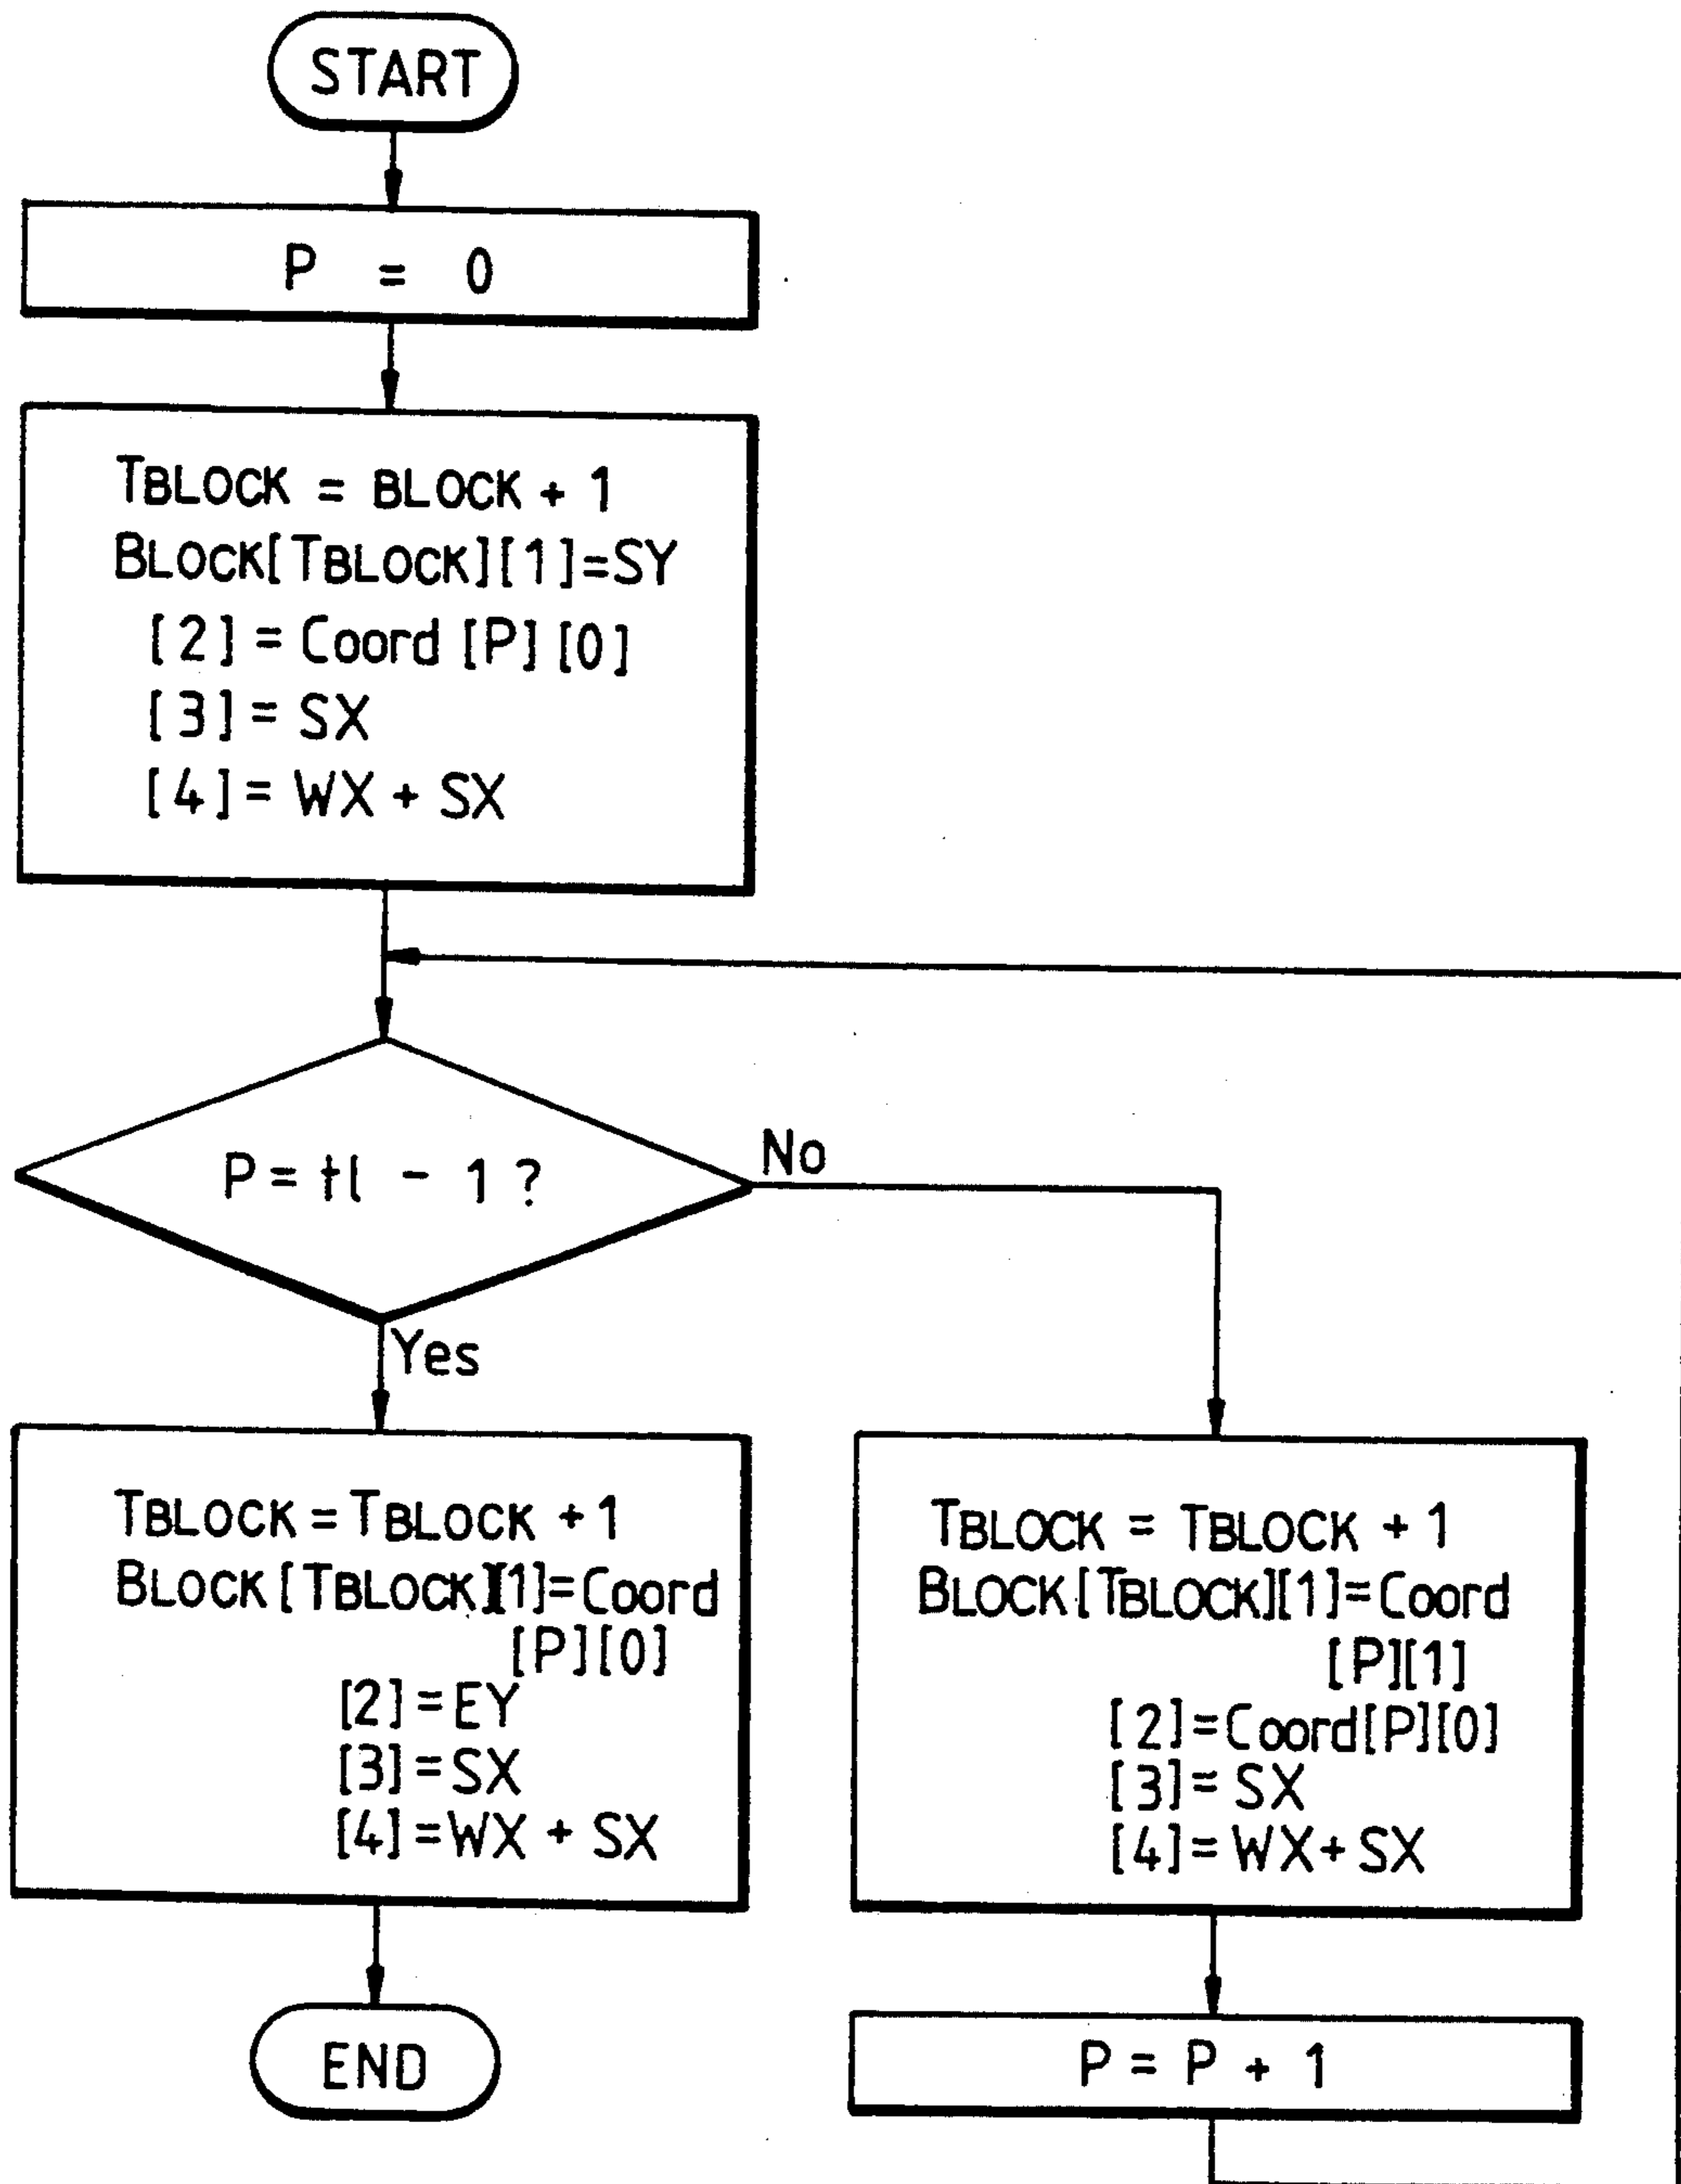 START
P = 0
TBLOCK = BLOCK + 1
BLOCK[TBLOCK][1]=SY
[2] = Coord [P] [0]
[3] = SX
[4] = WX + SX
P = tl - 1 ?
No
Yes
TBLOCK = TBLOCK + 1
BLOCK[TBLOCK][1]=Coord
[P][0]
[2]=EY
[3]=SX
[4]=WX + SX
END
TBLOCK = TBLOCK + 1
BLOCK[TBLOCK][1]=Coord
[P][1]
[2]=Coord[P][0]
[3]= SX
[4]= WX+ SX
P = P + 1